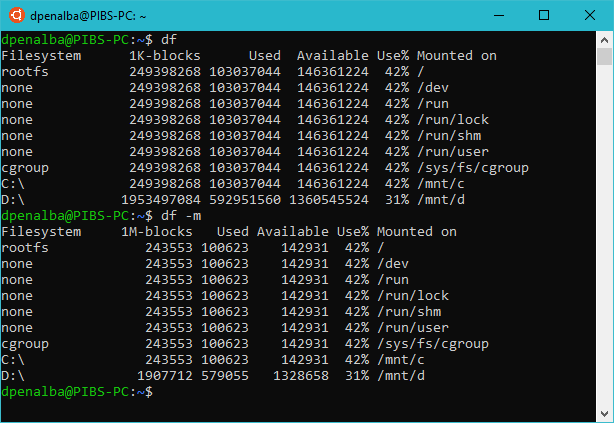 dpenalba@PIBS-PC: ~
dpenalba@PIBS-PC:~$ df
Filesystem      1K-blocks      Used  Available Use% Mounted on
rootfs          249398268 103037044  146361224  42% /
none            249398268 103037044  146361224  42% /dev
none            249398268 103037044  146361224  42% /run
none            249398268 103037044  146361224  42% /run/lock
none            249398268 103037044  146361224  42% /run/shm
none            249398268 103037044  146361224  42% /run/user
cgroup          249398268 103037044  146361224  42% /sys/fs/cgroup
C:\             249398268 103037044  146361224  42% /mnt/c
D:\            1953497084 592951560 1360545524  31% /mnt/d
dpenalba@PIBS-PC:~$ df -m
Filesystem     1M-blocks   Used Available Use% Mounted on
rootfs            243553 100623    142931  42% /
none              243553 100623    142931  42% /dev
none              243553 100623    142931  42% /run
none              243553 100623    142931  42% /run/lock
none              243553 100623    142931  42% /run/shm
none              243553 100623    142931  42% /run/user
cgroup            243553 100623    142931  42% /sys/fs/cgroup
C:\               243553 100623    142931  42% /mnt/c
D:\              1907712 579055   1328658  31% /mnt/d
dpenalba@PIBS-PC:~$